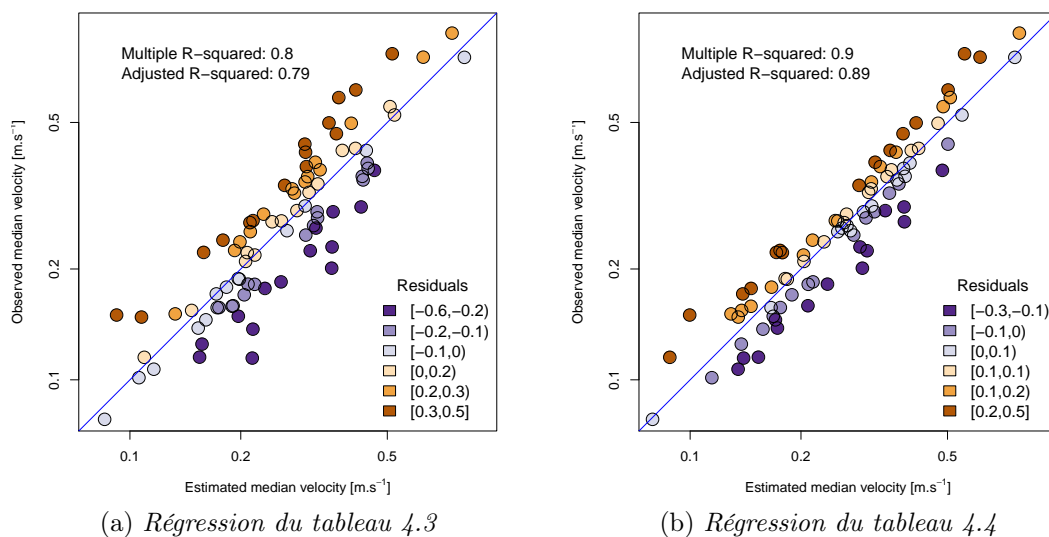 Multiple R−squared: 0.8
Adjusted R−squared: 0.79
Observed median velocity [m.s⁻¹]
0.5
0.2
0.1
Residuals
[−0.6,−0.2)
[−0.2,−0.1)
[−0.1,0)
[0,0.2)
[0.2,0.3)
[0.3,0.5]
0.1
0.2
0.5
Estimated median velocity [m.s⁻¹]
(a) Régression du tableau 4.3
Multiple R−squared: 0.9
Adjusted R−squared: 0.89
Observed median velocity [m.s⁻¹]
0.5
0.2
0.1
Residuals
[−0.3,−0.1)
[−0.1,0)
[0,0.1)
[0.1,0.1)
[0.1,0.2)
[0.2,0.5]
0.1
0.2
0.5
Estimated median velocity [m.s⁻¹]
(b) Régression du tableau 4.4